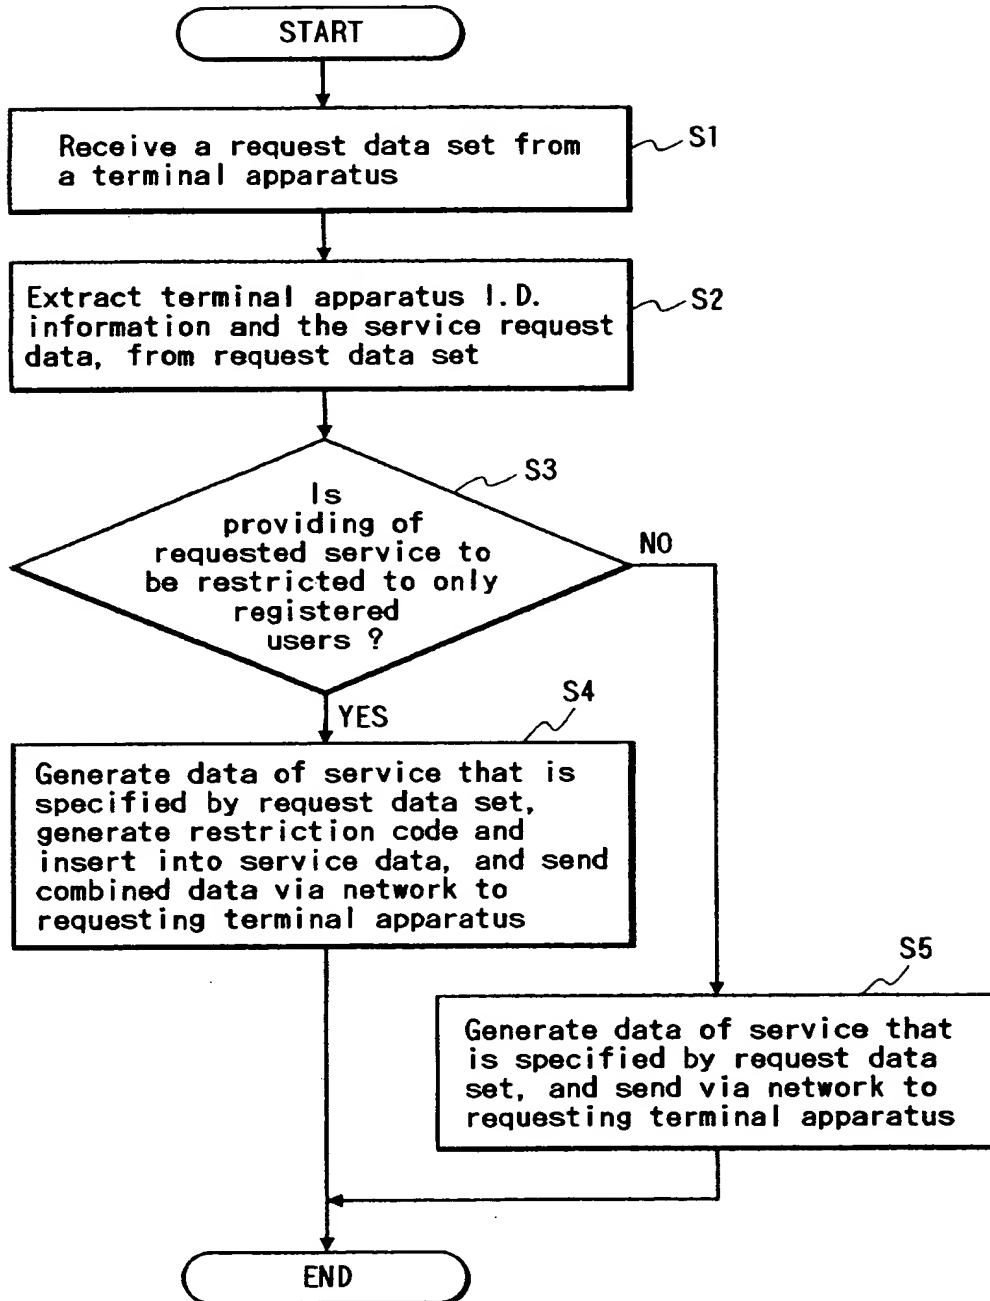 START
Receive a request data set from
a terminal apparatus
S1
Extract terminal apparatus I.D.
information and the service request
data, from request data set
S2
S3
Is
providing of
requested service to
be restricted to only
registered
users ?
NO
YES
S4
Generate data of service that is
specified by request data set,
generate restriction code and
insert into service data, and send
combined data via network to
requesting terminal apparatus
S5
Generate data of service that
is specified by request data
set, and send via network to
requesting terminal apparatus
END